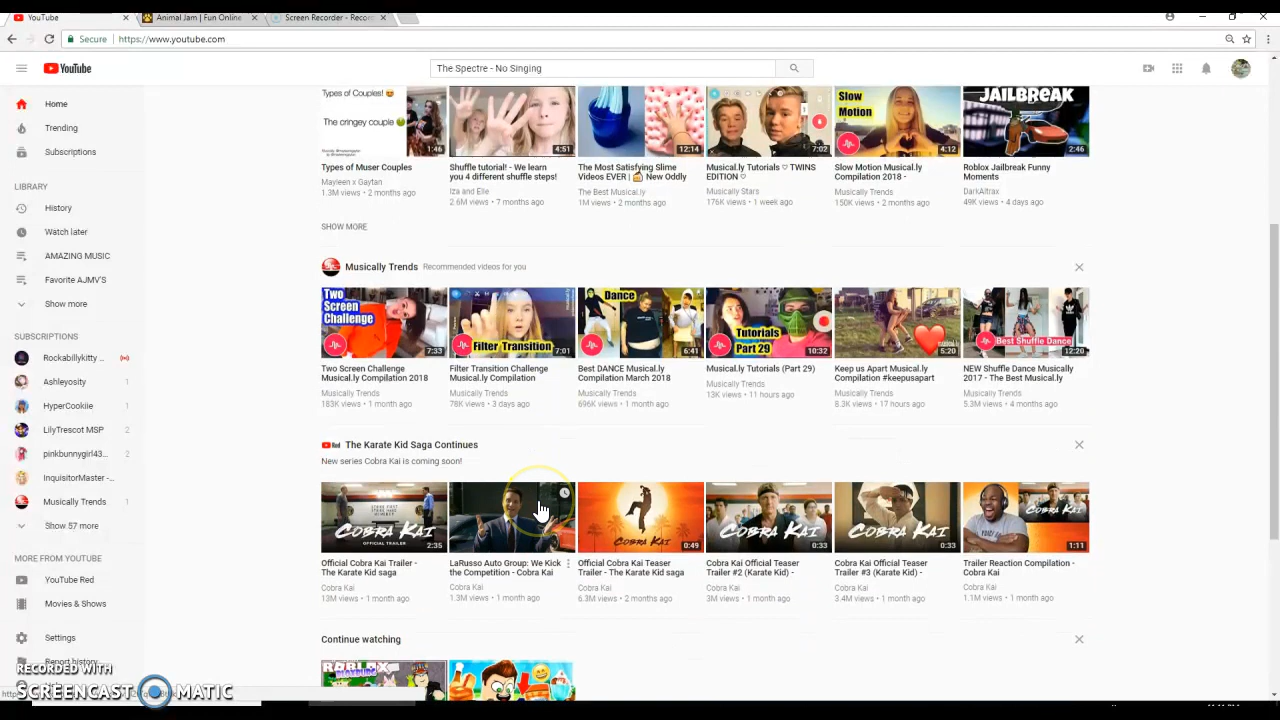 YouTube
Animal Jam | Fun Online
Screen Recorder - Record
Secure
https://www.youtube.com
YouTube
The Spectre - No Singing
Home
Trending
Subscriptions
LIBRARY
History
Watch later
AMAZING MUSIC
Favorite AJMV'S
Show more
SUBSCRIPTIONS
Rockabillykitty ...
Ashleyosity 1
HyperCookiie 1
LilyTrescot MSP 2
pinkbunnygirl43... 2
InquisitorMaster -...
Musically Trends 1
Show 57 more
MORE FROM YOUTUBE
YouTube Red
Movies & Shows
Settings
Report history
Types of Couples!
The cringey couple
1:46
4:51
12:14
7:02
Slow
Motion
4:12
JAILBREAK
2:46
Types of Muser Couples
Mayleen x Gaytan
1.3M views • 2 months ago
Shuffle tutorial! - We learn
you 4 different shuffle steps!
Iza and Elle
2.6M views • 7 months ago
The Most Satisfying Slime
Videos EVER | New Oddly
The Best Musical.ly
1M views • 2 months ago
Musical.ly Tutorials ♡ TWINS
EDITION ♡
Musically Stars
176K views • 1 week ago
Slow Motion Musical.ly
Compilation 2018 -
Musically Trends
150K views • 2 months ago
Roblox Jailbreak Funny
Moments
DarkAltrax
49K views • 4 days ago
SHOW MORE
Musically Trends Recommended videos for you
Two
Screen
Challenge
7:33
Filter Transition
7:01
Dance
6:41
Tutorials
Part 29
10:32
5:20
Best Shuffle Dance
12:20
Two Screen Challenge
Musical.ly Compilation 2018
Musically Trends
183K views • 1 month ago
Filter Transition Challenge
Musical.ly Compilation
Musically Trends
78K views • 3 days ago
Best DANCE Musical.ly
Compilation March 2018
Musically Trends
696K views • 1 month ago
Musical.ly Tutorials (Part 29)
Musically Trends
13K views • 11 hours ago
Keep us Apart Musical.ly
Compilation #keepusapart
Musically Trends
8.3K views • 17 hours ago
NEW Shuffle Dance Musically
2017 - The Best Musical.ly
Musically Trends
5.3M views • 4 months ago
The Karate Kid Saga Continues
New series Cobra Kai is coming soon!
COBRA KAI
OFFICIAL TRAILER
2:35
0:49
COBRA KAI
0:33
COBRA KAI
0:33
COBRA KAI
1:11
Official Cobra Kai Trailer -
The Karate Kid saga
Cobra Kai
13M views • 1 month ago
LaRusso Auto Group: We Kick
the Competition - Cobra Kai
Cobra Kai
1.3M views • 1 month ago
Official Cobra Kai Teaser
Trailer - The Karate Kid saga
Cobra Kai
6.3M views • 2 months ago
Cobra Kai Official Teaser
Trailer #2 (Karate Kid) -
Cobra Kai
3M views • 1 month ago
Cobra Kai Official Teaser
Trailer #3 (Karate Kid) -
Cobra Kai
3.4M views • 1 month ago
Trailer Reaction Compilation -
Cobra Kai
Cobra Kai
1.1M views • 1 month ago
Continue watching
ROBLOX
RECORDED WITH
SCREENCAST MATIC